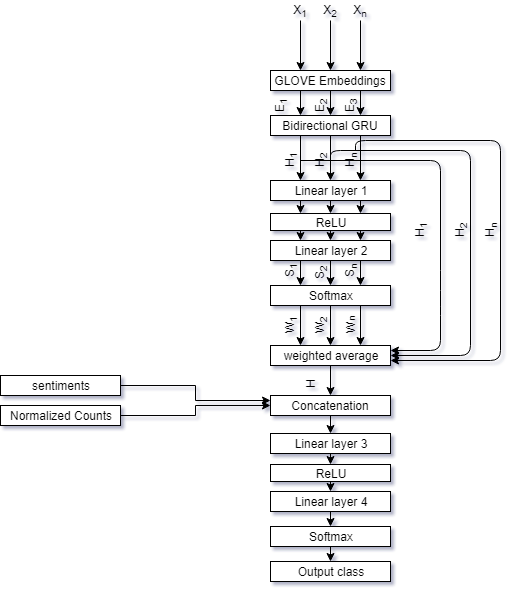 X1 X2 Xn
GLOVE Embeddings
E1 E2 E3
Bidirectional GRU
H1 H2 Hn
Linear layer 1
ReLU
H1 H2 Hn
Linear layer 2
S1 S2 Sn
Softmax
W1 W2 Wn
weighted average
H
sentiments
Concatenation
Normalized Counts
Linear layer 3
ReLU
Linear layer 4
Softmax
Output class